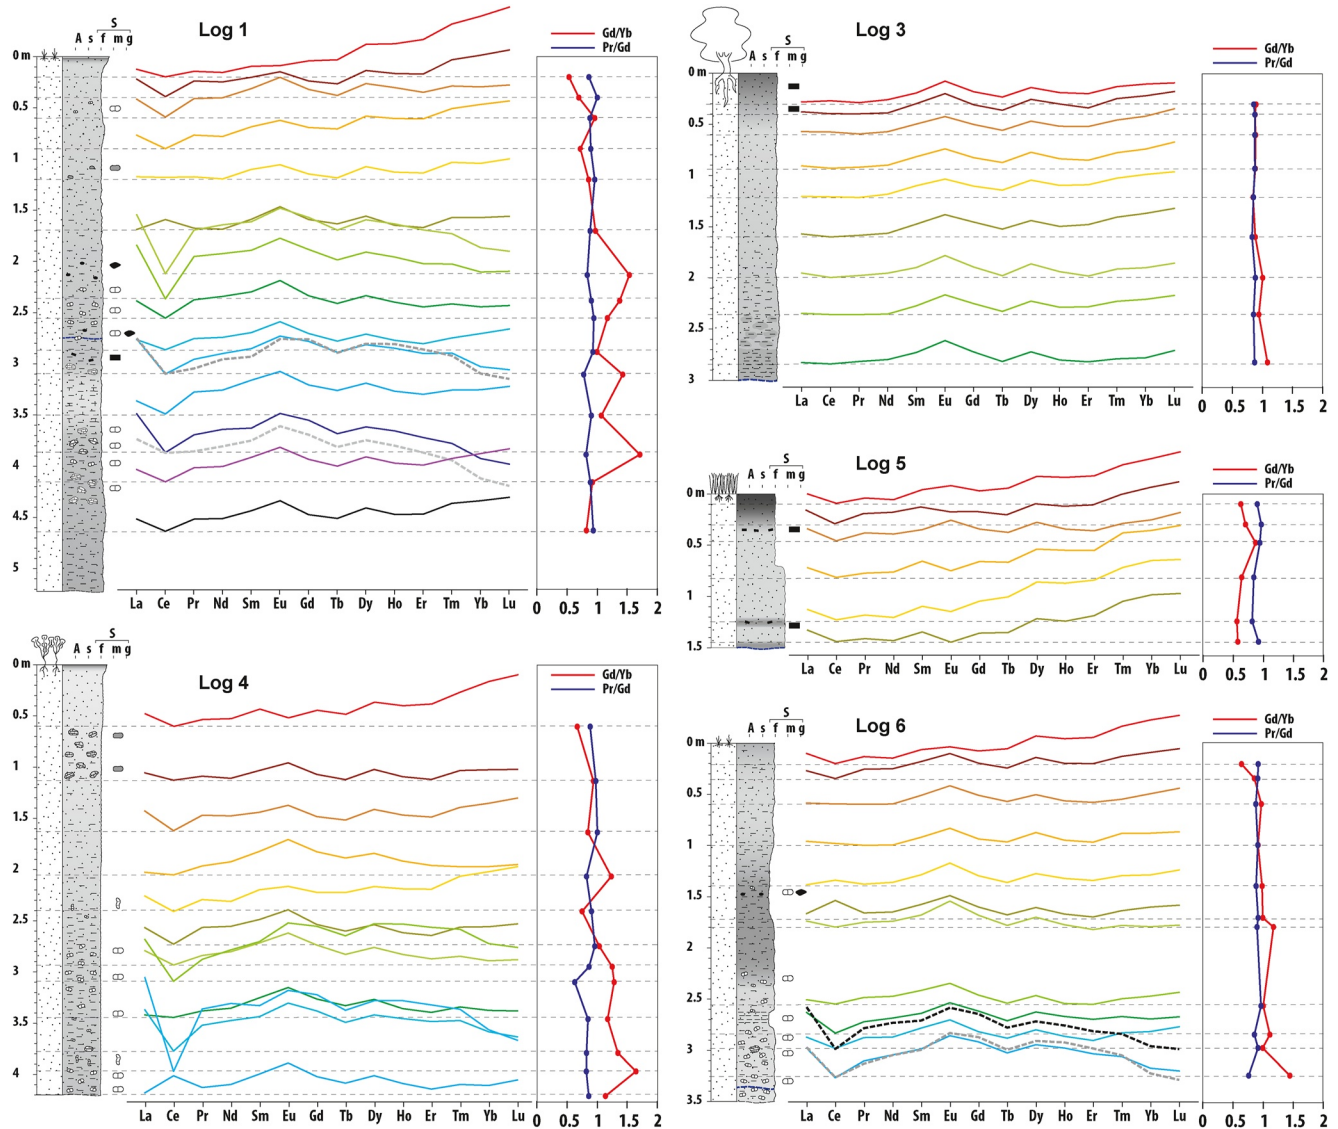 Log 1
S
A s f m g
Gd/Yb
Pr/Gd
0 m
0.5
1
1.5
2
2.5
3
3.5
4
4.5
5
La Ce Pr Nd Sm Eu Gd Tb Dy Ho Er Tm Yb Lu
0 0.5 1 1.5 2
Log 3
S
A s f m g
Gd/Yb
Pr/Gd
0 m
0.5
1
1.5
2
2.5
3
La Ce Pr Nd Sm Eu Gd Tb Dy Ho Er Tm Yb Lu
0 0.5 1 1.5 2
Log 5
S
A s f m g
Gd/Yb
Pr/Gd
0 m
0.5
1
1.5
La Ce Pr Nd Sm Eu Gd Tb Dy Ho Er Tm Yb Lu
0 0.5 1 1.5 2
Log 4
S
A s f m g
Gd/Yb
Pr/Gd
0 m
0.5
1
1.5
2
2.5
3
3.5
4
La Ce Pr Nd Sm Eu Gd Tb Dy Ho Er Tm Yb Lu
0 0.5 1 1.5 2
Log 6
S
A s f m g
Gd/Yb
Pr/Gd
0 m
0.5
1
1.5
2
2.5
3
3.5
La Ce Pr Nd Sm Eu Gd Tb Dy Ho Er Tm Yb Lu
0 0.5 1 1.5 2